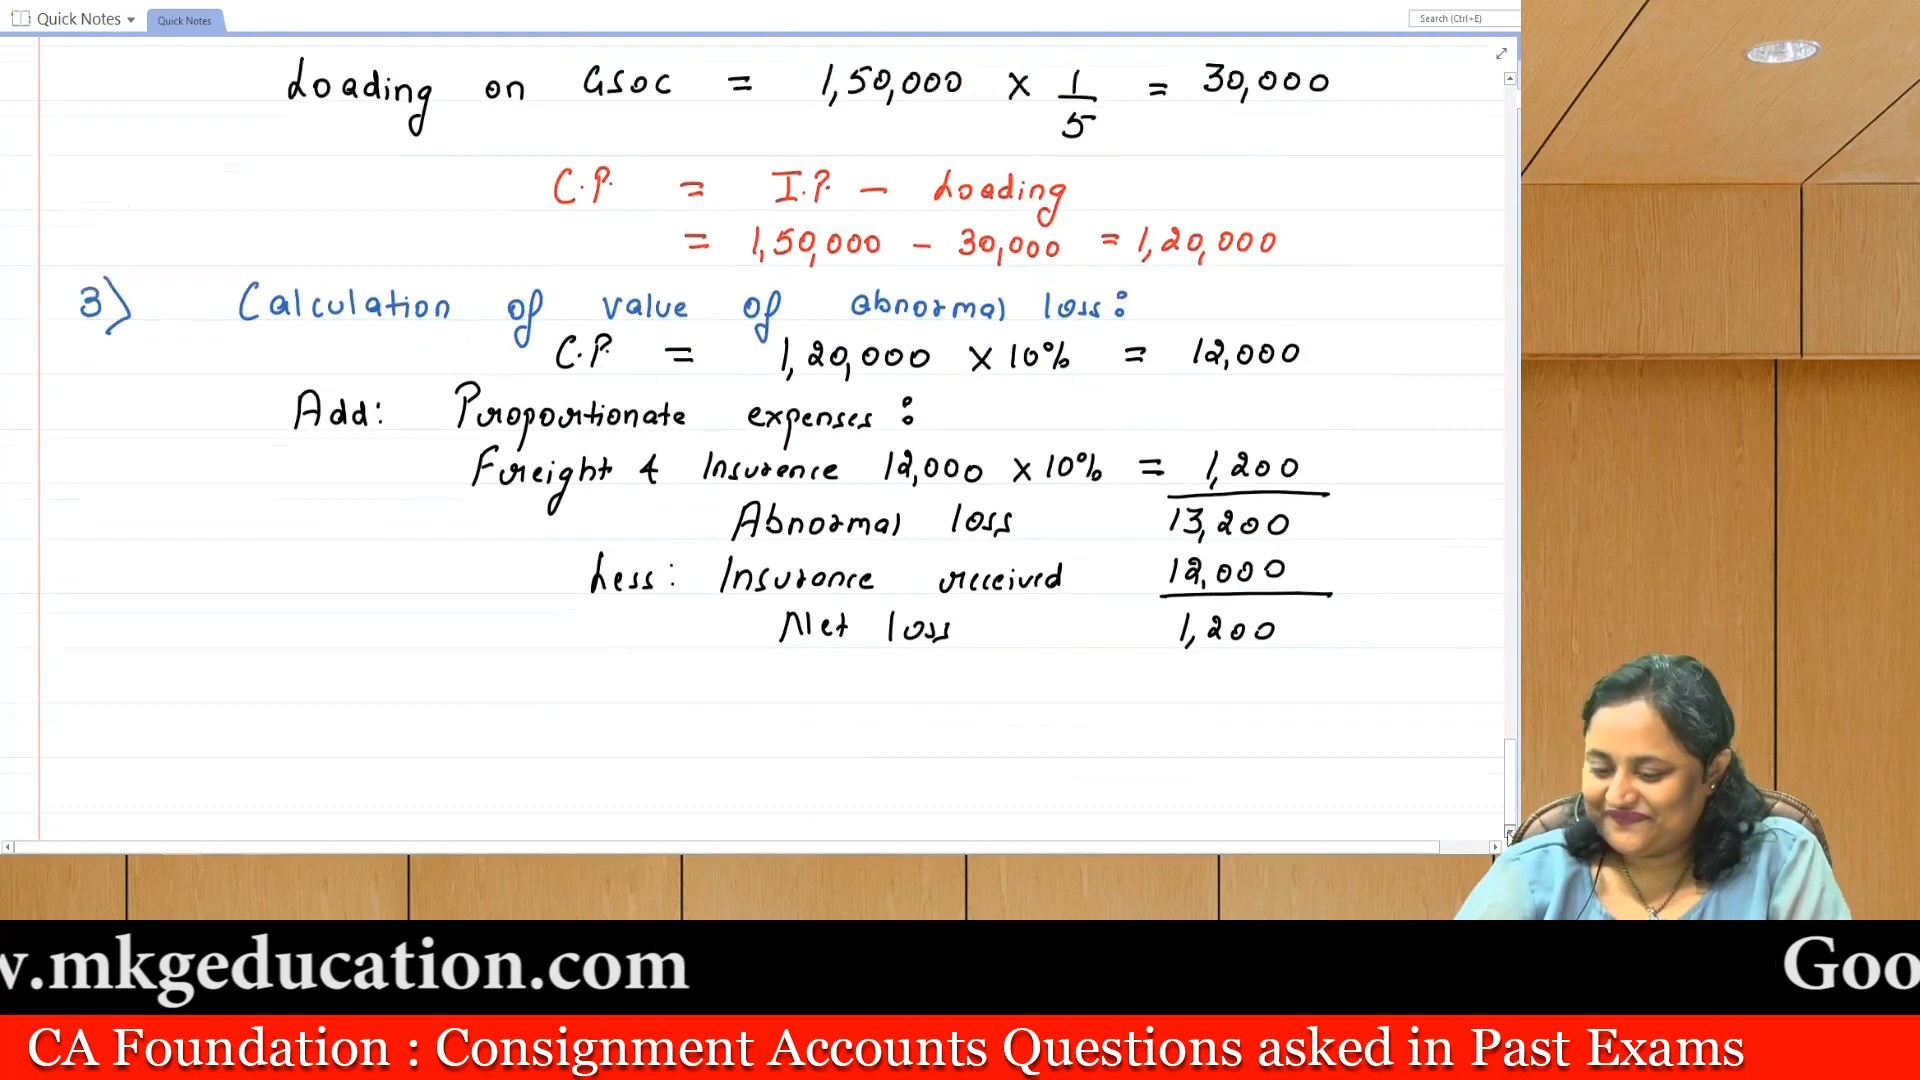 Quick Notes
Quick Notes
Search (Ctrl+E)
Loading on GSOC = 1,50,000 × 1/5 = 30,000
C.P. = I.P. - Loading
= 1,50,000 - 30,000 = 1,20,000
3) Calculation of value of abnormal loss:
C.P. = 1,20,000 × 10% = 12,000
Add: Proportionate expenses:
Freight & Insurance 12,000 × 10% = 1,200
Abnormal loss 13,200
Less: Insurance received 12,000
Net loss 1,200
w.mkgeducation.com
Goo
CA Foundation : Consignment Accounts Questions asked in Past Exams